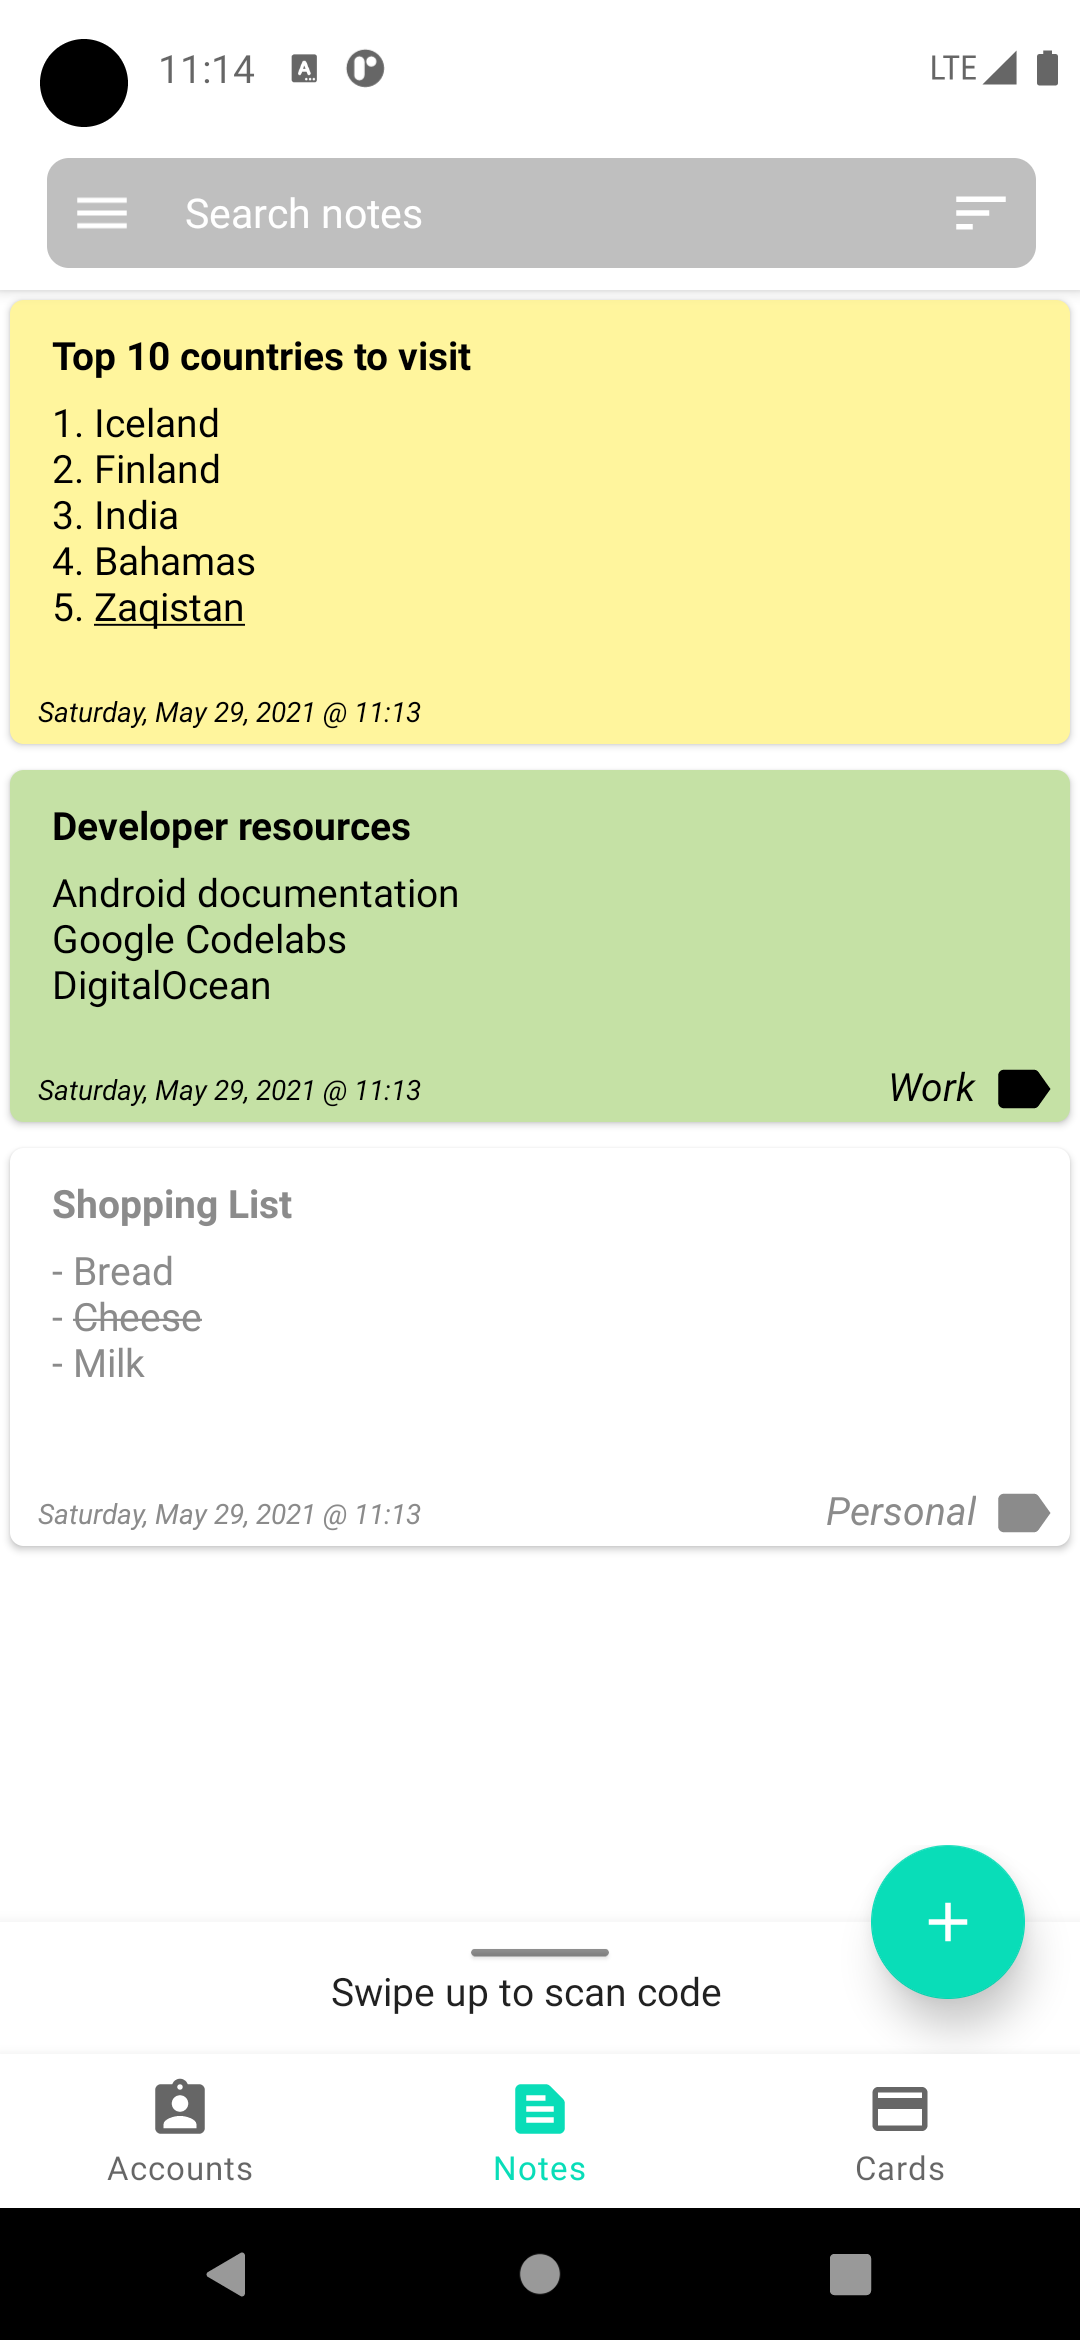 11:14
LTE
Search notes
Top 10 countries to visit
1. Iceland
2. Finland
3. India
4. Bahamas
5. Zaqistan
Saturday, May 29, 2021 @ 11:13
Developer resources
Android documentation
Google Codelabs
DigitalOcean
Saturday, May 29, 2021 @ 11:13
Work
Shopping List
- Bread
- Cheese
- Milk
Saturday, May 29, 2021 @ 11:13
Personal
Swipe up to scan code
Accounts
Notes
Cards